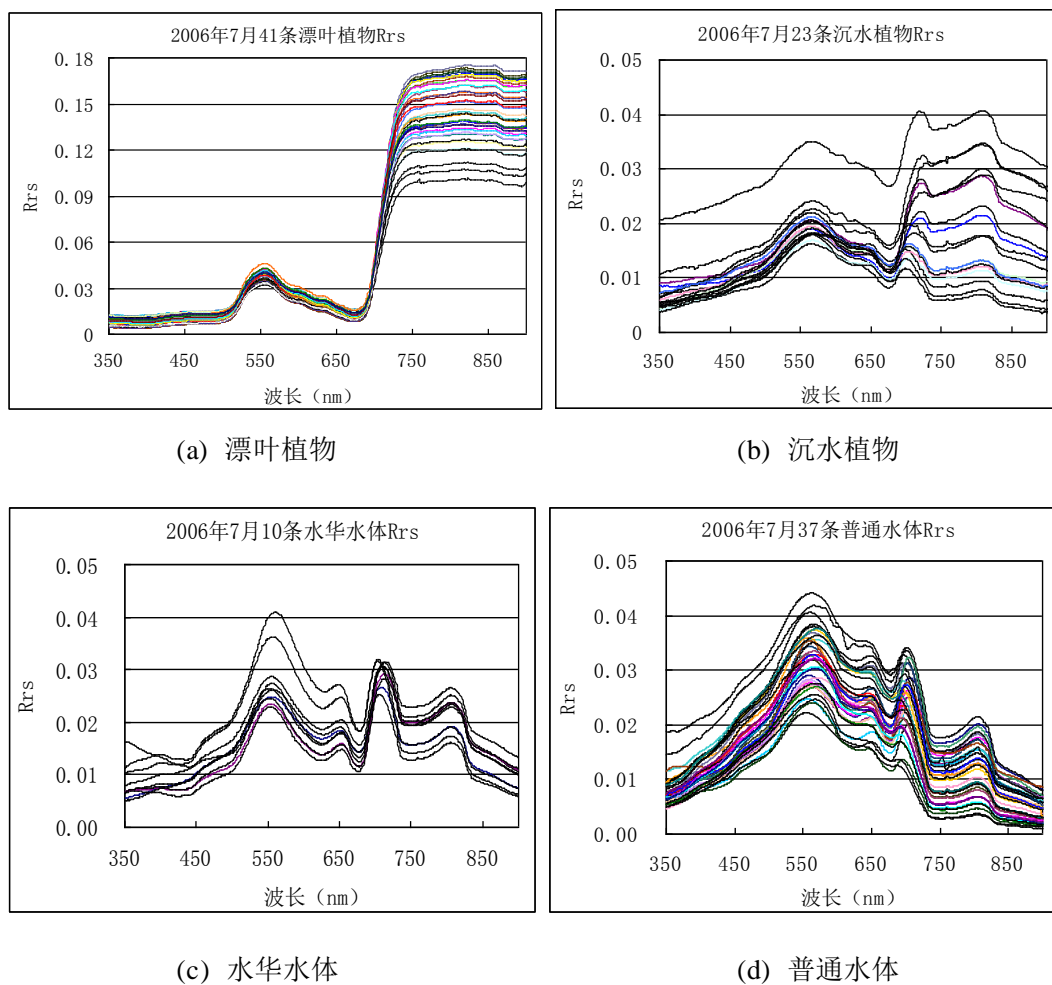 2006年7月41条漂叶植物Rrs
0.18
0.15
0.12
0.09
0.06
0.03
0
Rrs
350 450 550 650 750 850
波长（nm）
(a) 漂叶植物
2006年7月23条沉水植物Rrs
0.05
0.04
0.03
0.02
0.01
0
Rrs
350 450 550 650 750 850
波长（nm）
(b) 沉水植物
2006年7月10条水华水体Rrs
0.05
0.04
0.03
0.02
0.01
0.00
Rrs
350 450 550 650 750 850
波长（nm）
(c) 水华水体
2006年7月37条普通水体Rrs
0.05
0.04
0.03
0.02
0.01
0.00
Rrs
350 450 550 650 750 850
波长（nm）
(d) 普通水体